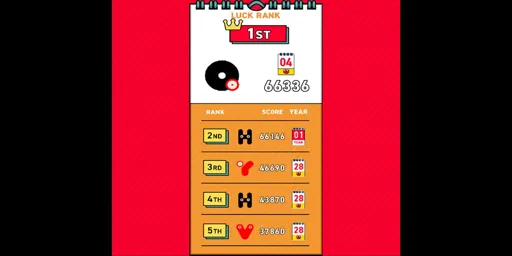 LUCK RANK
1ST
04
66336
RANK SCORE YEAR
2ND 66146 01 YEAR
3RD 46690 28
4TH 43870 28
5TH 37860 28